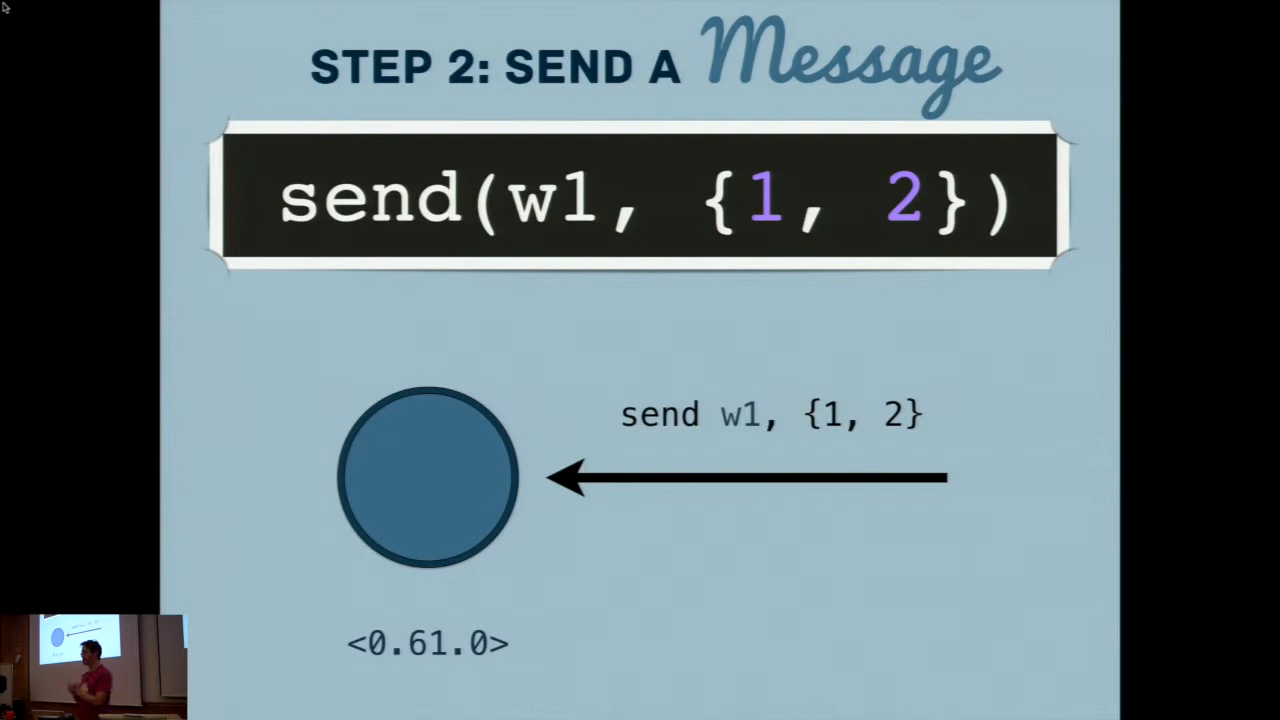 STEP 2: SEND A Message
send(w1, {1, 2})
send w1, {1, 2}
<0.61.0>